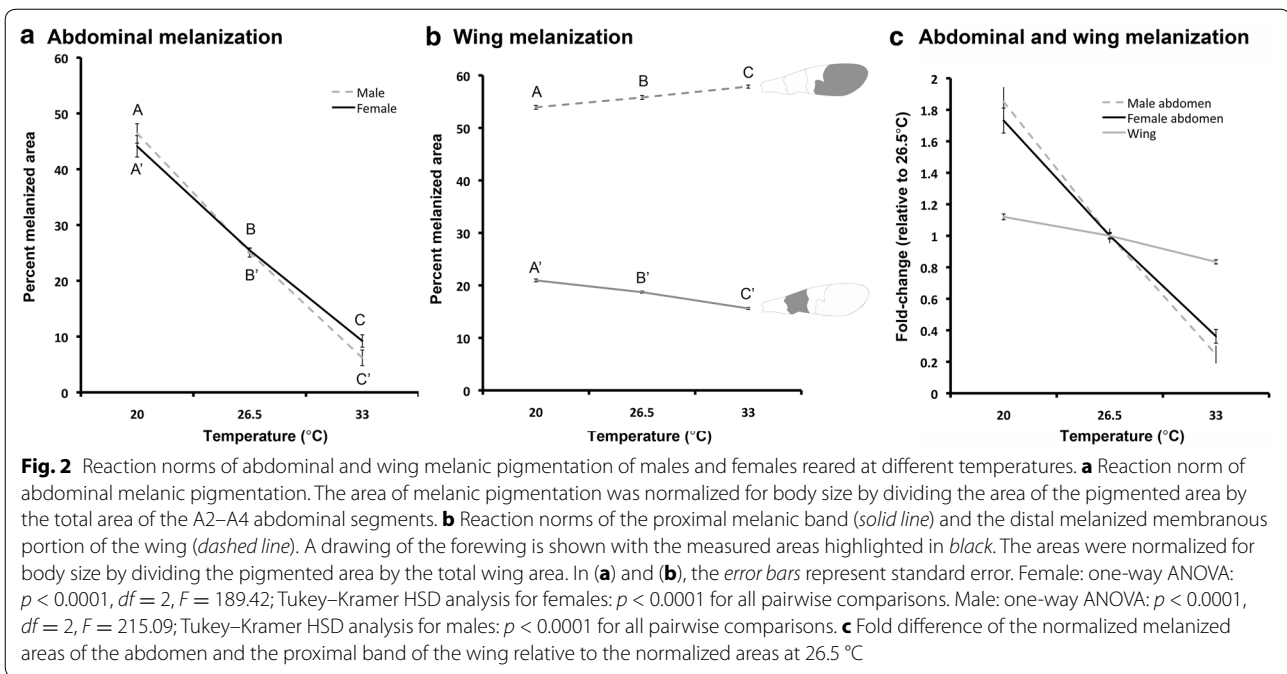 a Abdominal melanization
60
50
40
30
20
10
0
Percent melanized area
A
A'
B
B'
C
C'
Male
Female
20 26.5 33
Temperature (°C)
b Wing melanization
60
50
40
30
20
10
0
Percent melanized area
A
B
C
A'
B'
C'
20 26.5 33
Temperature (°C)
c Abdominal and wing melanization
2
1.8
1.6
1.4
1.2
1
0.8
0.6
0.4
0.2
0
Fold-change (relative to 26.5°C)
Male abdomen
Female abdomen
Wing
20 26.5 33
Temperature (°C)
Fig. 2 Reaction norms of abdominal and wing melanic pigmentation of males and females reared at different temperatures. a Reaction norm of
abdominal melanic pigmentation. The area of melanic pigmentation was normalized for body size by dividing the area of the pigmented area by
the total area of the A2–A4 abdominal segments. b Reaction norms of the proximal melanic band (solid line) and the distal melanized membranous
portion of the wing (dashed line). A drawing of the forewing is shown with the measured areas highlighted in black. The areas were normalized for
body size by dividing the pigmented area by the total wing area. In (a) and (b), the error bars represent standard error. Female: one-way ANOVA:
p < 0.0001, df = 2, F = 189.42; Tukey–Kramer HSD analysis for females: p < 0.0001 for all pairwise comparisons. Male: one-way ANOVA: p < 0.0001,
df = 2, F = 215.09; Tukey–Kramer HSD analysis for males: p < 0.0001 for all pairwise comparisons. c Fold difference of the normalized melanized
areas of the abdomen and the proximal band of the wing relative to the normalized areas at 26.5 °C